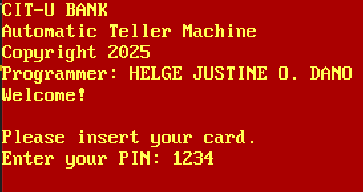 CIT-U BANK
Automatic Teller Machine
Copyright 2025
Programmer: HELGE JUSTINE O. DANO
Welcome!
Please insert your card.
Enter your PIN: 1234